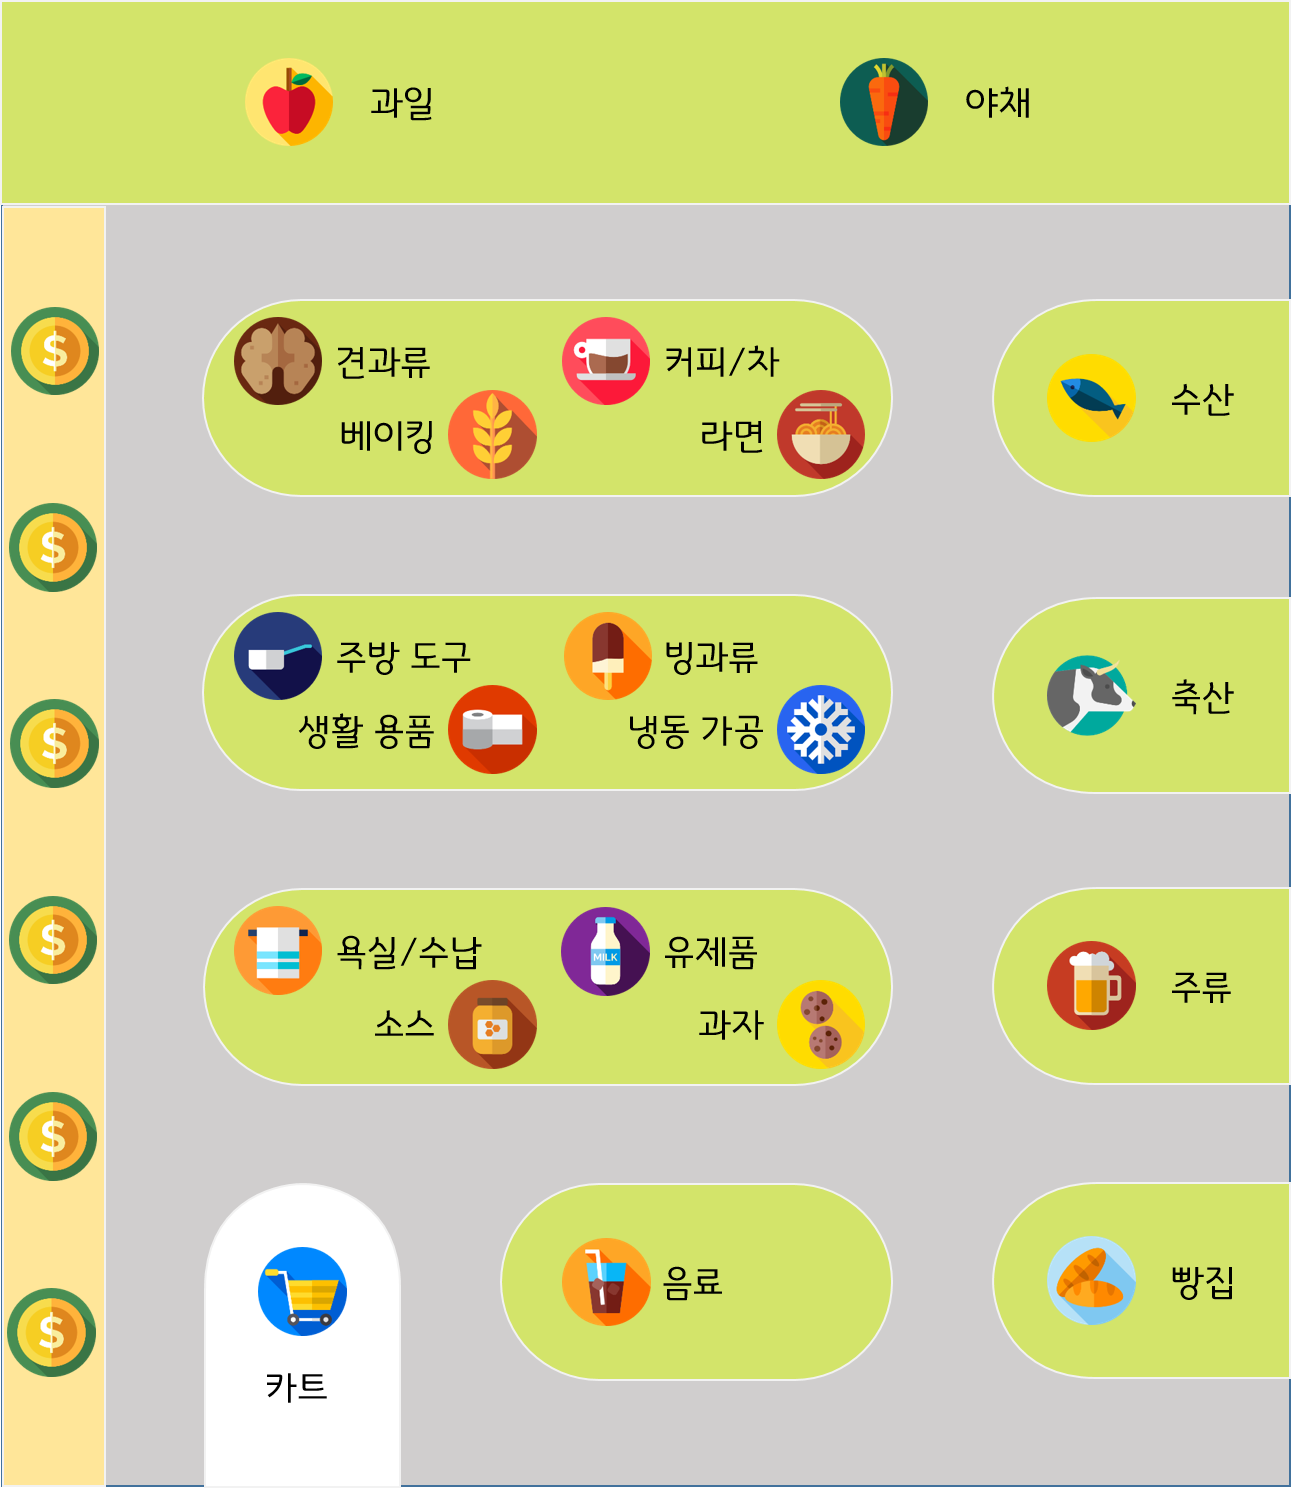 과일
야채
$
견과류
커피/차
베이킹
라면
수산
$
주방 도구
빙과류
생활 용품
냉동 가공
축산
$
$
욕실/수납
유제품
MILK
소스
과자
주류
$
음료
빵집
$
카트